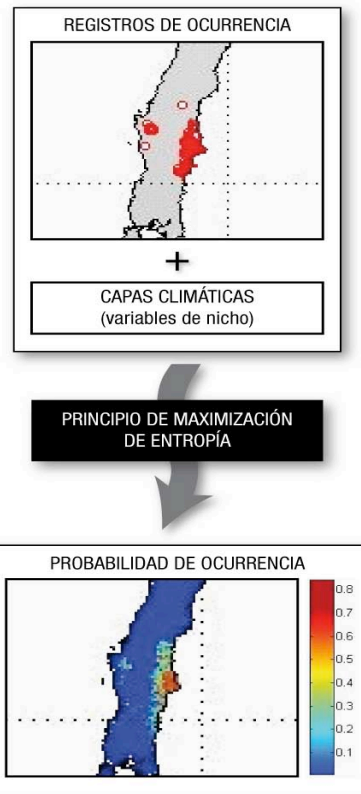 REGISTROS DE OCURRENCIA
+
CAPAS CLIMÁTICAS
(variables de nicho)
PRINCIPIO DE MAXIMIZACIÓN
DE ENTROPÍA
PROBABILIDAD DE OCURRENCIA
0.8
0.7
0.6
0.5
0.4
0.3
0.2
0.1